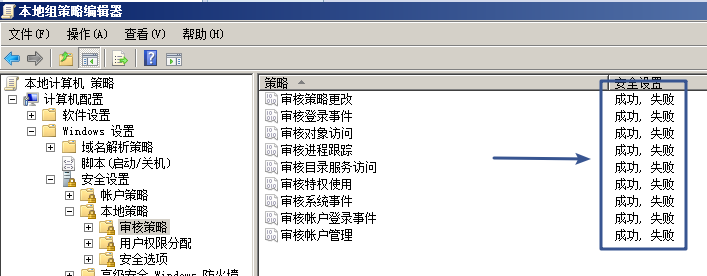 本地组策略编辑器
文件(F) 操作(A) 查看(V) 帮助(H)
本地计算机 策略
计算机配置
软件设置
Windows 设置
域名解析策略
脚本(启动/关机)
安全设置
帐户策略
本地策略
审核策略
用户权限分配
安全选项
高级安全 Windows 防火墙
策略 安全设置
审核策略更改 成功, 失败
审核登录事件 成功, 失败
审核对象访问 成功, 失败
审核进程跟踪 成功, 失败
审核目录服务访问 成功, 失败
审核特权使用 成功, 失败
审核系统事件 成功, 失败
审核帐户登录事件 成功, 失败
审核帐户管理 成功, 失败